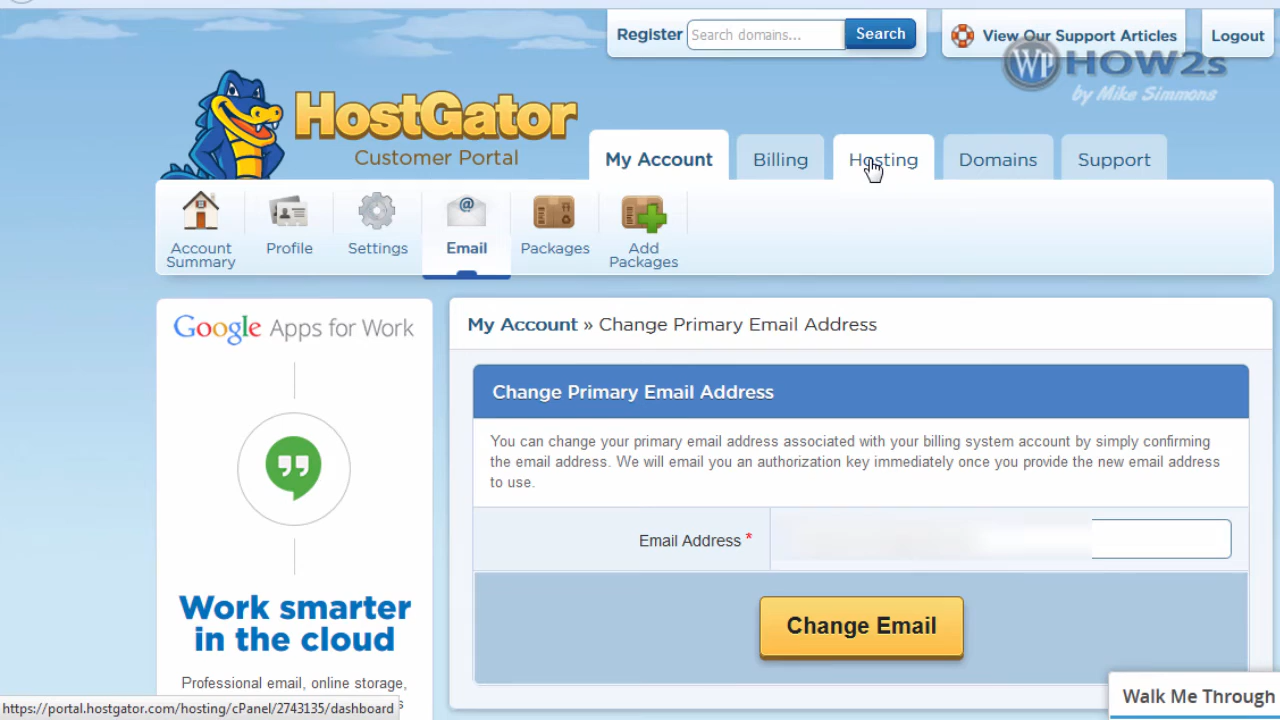 Register
Search domains...
Search
View Our Support Articles
Logout
WP HOW2s
by Mike Simmons
HostGator
Customer Portal
My Account
Billing
Hosting
Domains
Support
Account
Summary
Profile
Settings
@
Email
Packages
Add
Packages
Google Apps for Work
Work smarter
in the cloud
Professional email, online storage,
My Account » Change Primary Email Address
Change Primary Email Address
You can change your primary email address associated with your billing system account by simply confirming
the email address. We will email you an authorization key immediately once you provide the new email address
to use.
Email Address *
Change Email
Walk Me Through
https://portal.hostgator.com/hosting/cPanel/2743135/dashboard